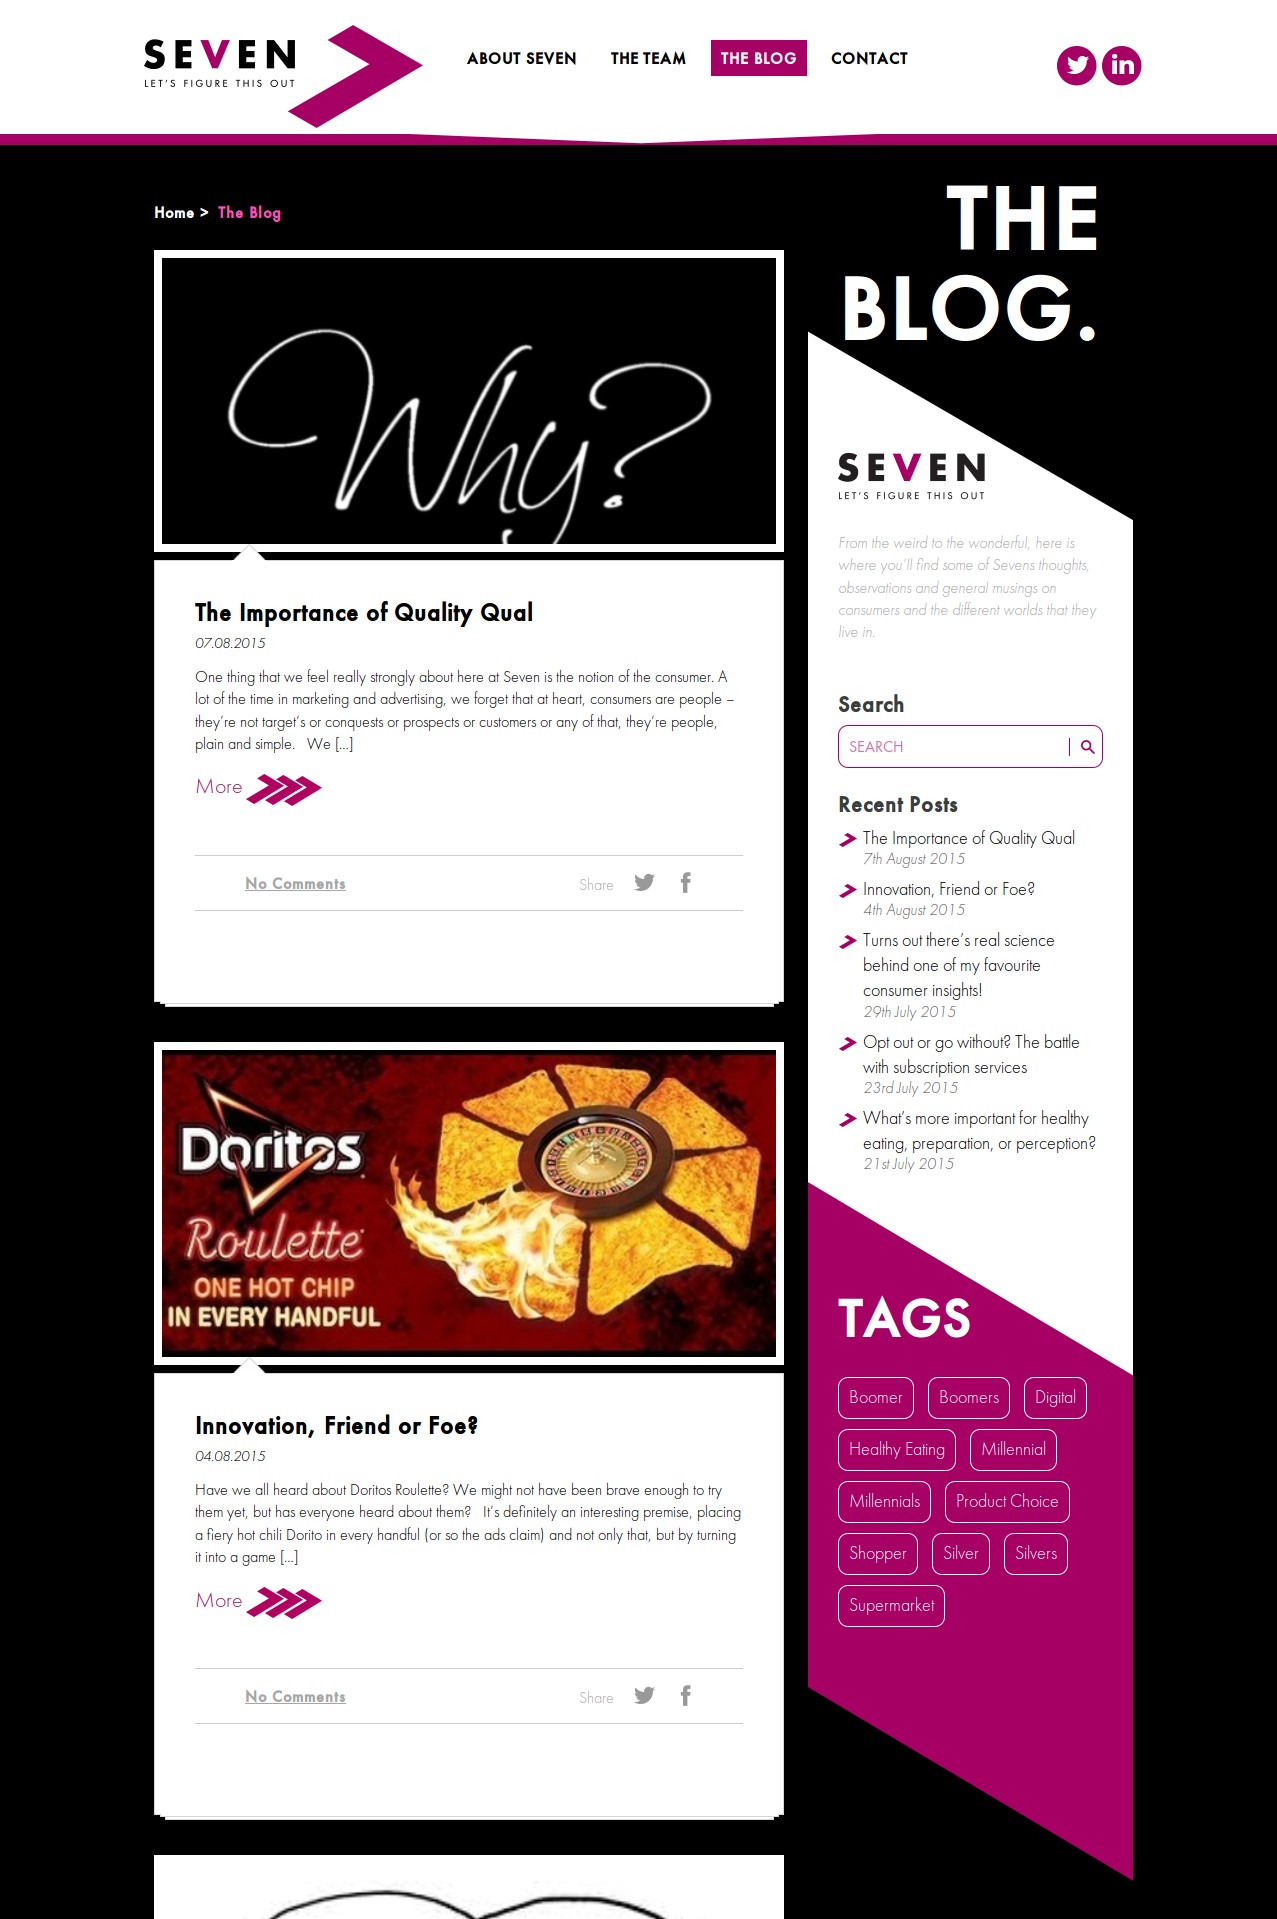 SEVEN
LET'S FIGURE THIS OUT
ABOUT SEVEN
THE TEAM
THE BLOG
CONTACT
in
Home > The Blog
Why?
The Importance of Quality Qual
07.08.2015
One thing that we feel really strongly about here at Seven is the notion of the consumer. A
lot of the time in marketing and advertising, we forget that at heart, consumers are people –
they're not target's or conquests or prospects or customers or any of that, they're people,
plain and simple. We [...]
More
No Comments
Share
Doritos
Roulette
ONE HOT CHIP
IN EVERY HANDFUL
Innovation, Friend or Foe?
04.08.2015
Have we all heard about Doritos Roulette? We might not have been brave enough to try
them yet, but has everyone heard about them? It's definitely an interesting premise, placing
a fiery hot chili Dorito in every handful (or so the ads claim) and not only that, but by turning
it into a game [...]
More
No Comments
Share
THE
BLOG.
SEVEN
LET'S FIGURE THIS OUT
From the weird to the wonderful, here is
where you'll find some of Sevens thoughts,
observations and general musings on
consumers and the different worlds that they
live in.
Search
SEARCH
Recent Posts
The Importance of Quality Qual
7th August 2015
Innovation, Friend or Foe?
4th August 2015
Turns out there's real science
behind one of my favourite
consumer insights!
29th July 2015
Opt out or go without? The battle
with subscription services
23rd July 2015
What's more important for healthy
eating, preparation, or perception?
21st July 2015
TAGS
Boomer
Boomers
Digital
Healthy Eating
Millennial
Millennials
Product Choice
Shopper
Silver
Silvers
Supermarket